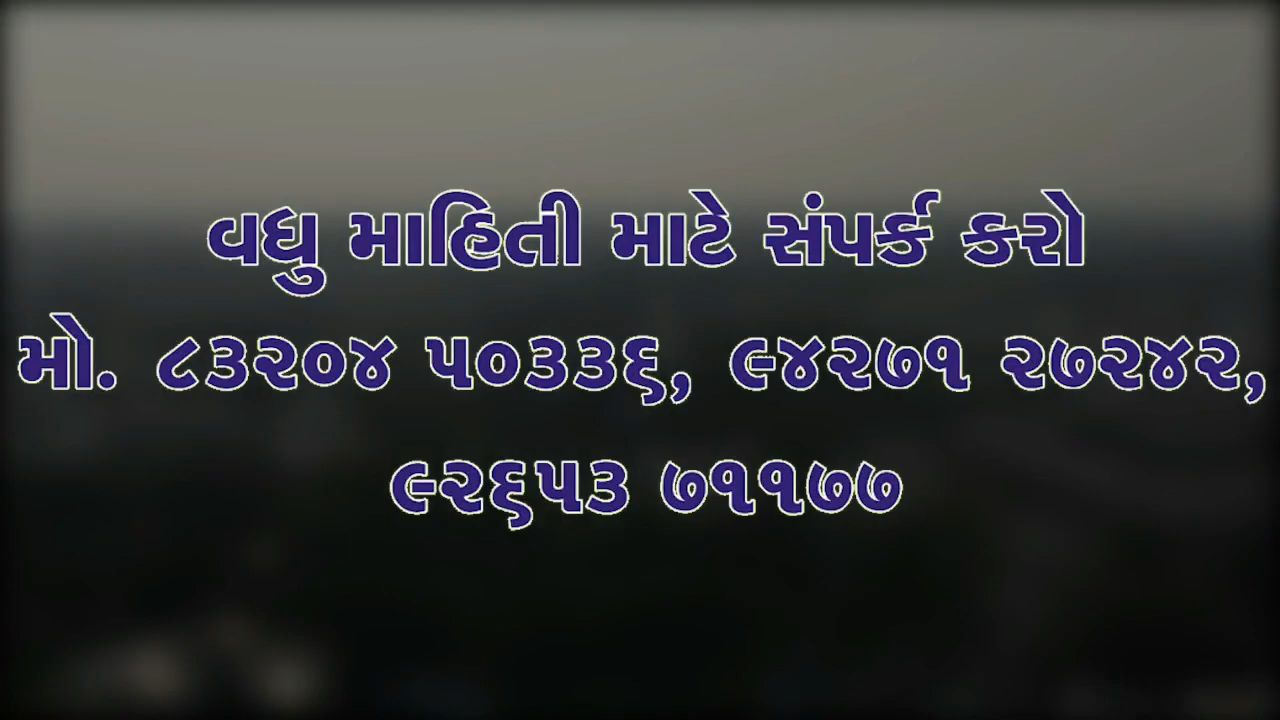 વધુ માહિતી માટે સંપર્ક કરો
મો. ૮૩૨૦૪ ૫૦૩૩૬, ૯૪૨૭૧ ૨૭૨૪૨,
૯૨૬૫૩ ૭૧૧૭૭